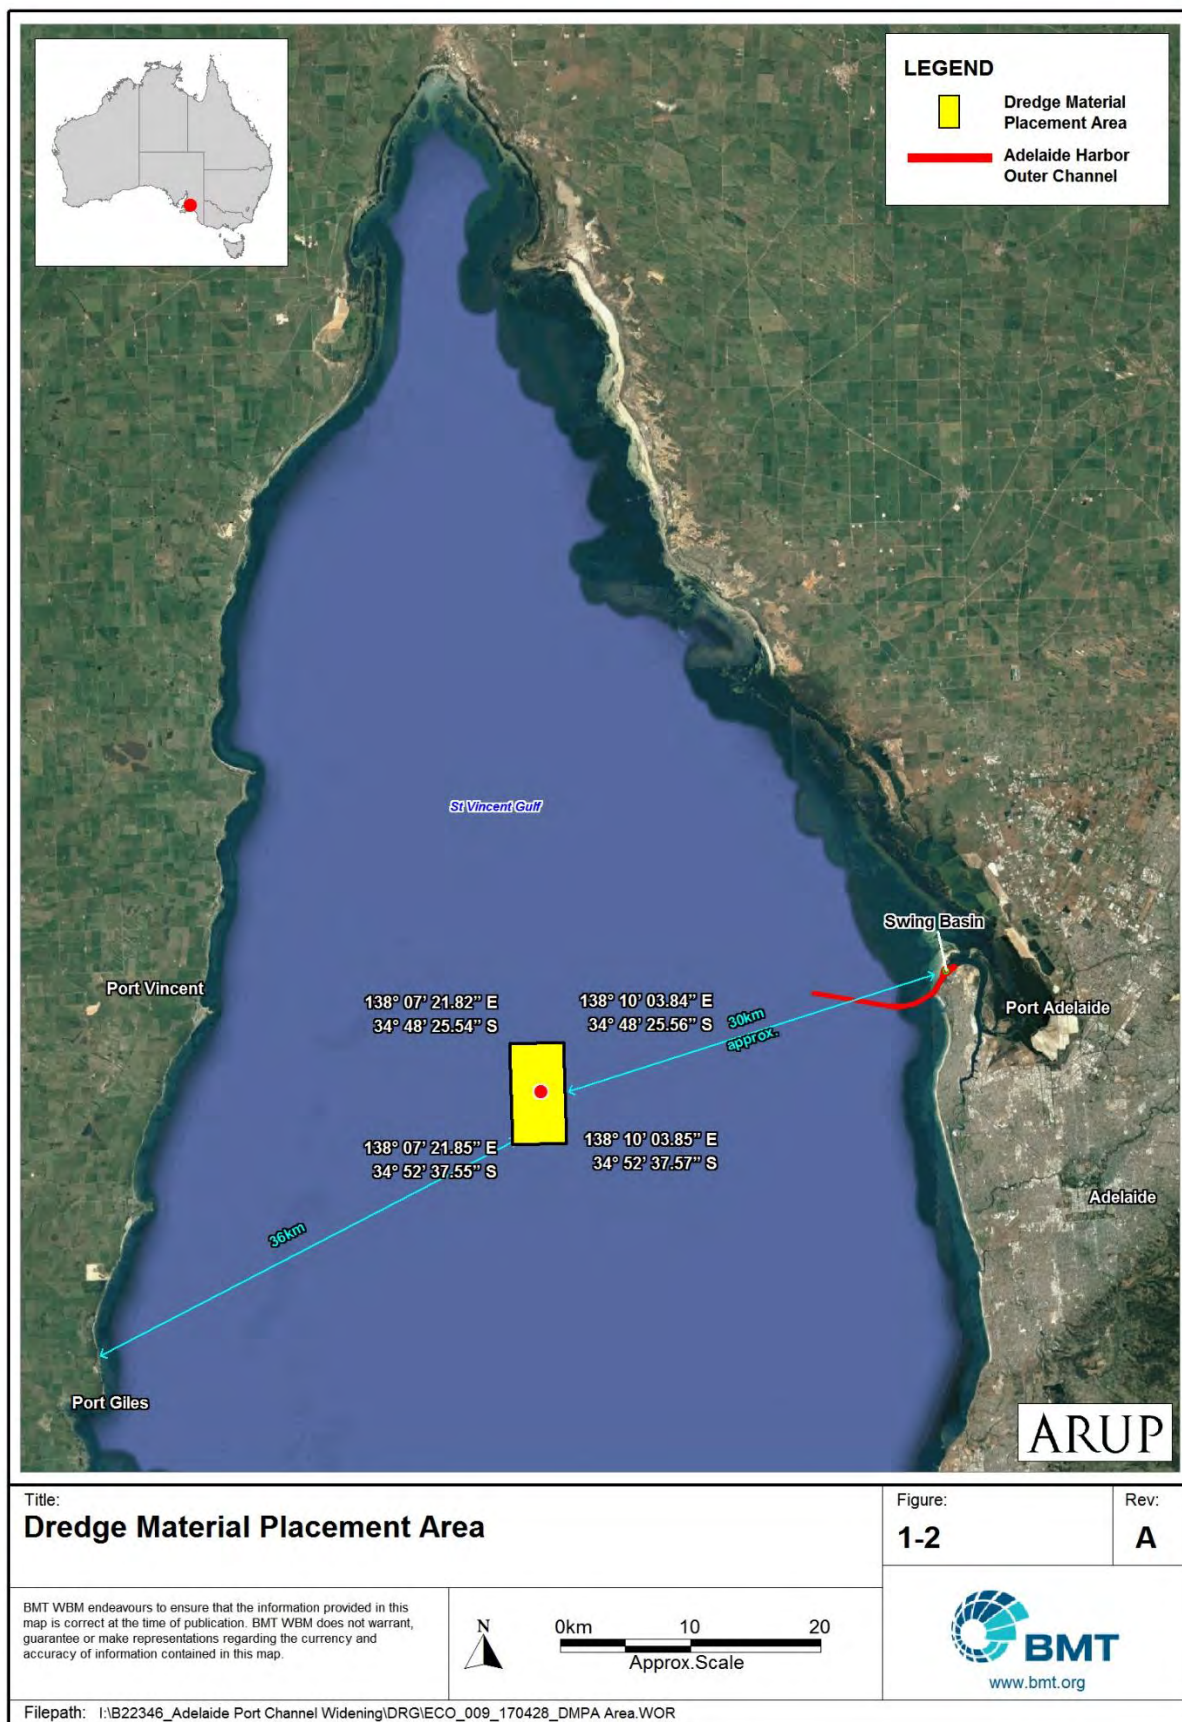 LEGEND
Dredge Material
Placement Area
Adelaide Harbor
Outer Channel
St Vincent Gulf
Swing Basin
Port Vincent
138° 07' 21.82" E
34° 48' 25.54" S
138° 10' 03.84" E
34° 48' 25.56" S
30km
approx.
Port Adelaide
138° 07' 21.85" E
34° 52' 37.55" S
138° 10' 03.85" E
34° 52' 37.57" S
Adelaide
36km
Port Giles
ARUP
Title:
Dredge Material Placement Area
Figure:
1-2
Rev:
A
BMT WBM endeavours to ensure that the information provided in this
map is correct at the time of publication. BMT WBM does not warrant,
guarantee or make representations regarding the currency and
accuracy of information contained in this map.
N
0km 10 20
Approx.Scale
BMT
www.bmt.org
Filepath: I:\B22346_Adelaide Port Channel Widening\DRG\ECO_009_170428_DMPA Area.WOR